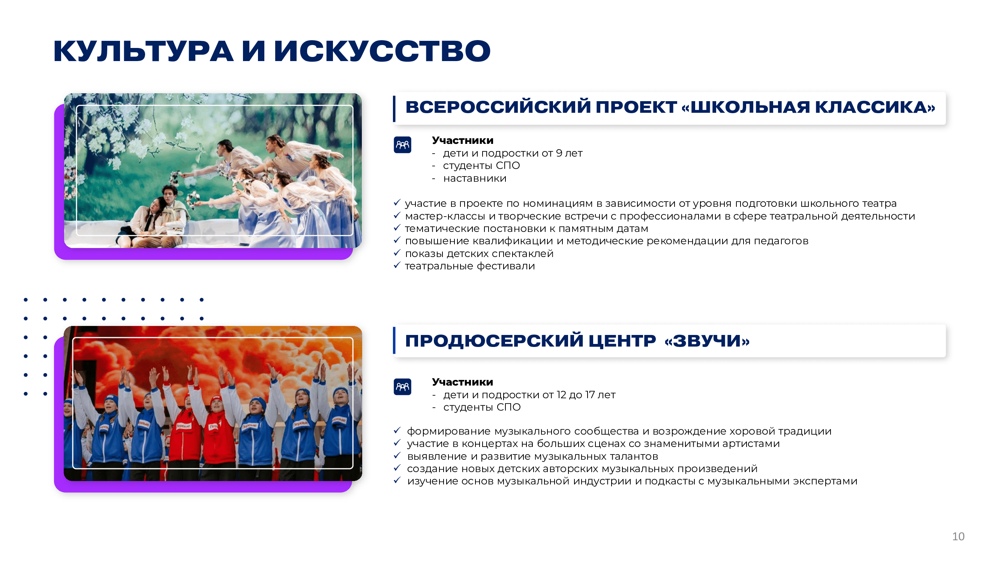 КУЛЬТУРА И ИСКУССТВО
ВСЕРОССИЙСКИЙ ПРОЕКТ «ШКОЛЬНАЯ КЛАССИКА»
Участники
- дети и подростки от 9 лет
- студенты СПО
- наставники
✓ участие в проекте по номинациям в зависимости от уровня подготовки школьного театра
✓ мастер-классы и творческие встречи с профессионалами в сфере театральной деятельности
✓ тематические постановки к памятным датам
✓ повышение квалификации и методические рекомендации для педагогов
✓ показы детских спектаклей
✓ театральные фестивали
ПРОДЮСЕРСКИЙ ЦЕНТР «ЗВУЧИ»
Участники
- дети и подростки от 12 до 17 лет
- студенты СПО
✓ формирование музыкального сообщества и возрождение хоровой традиции
✓ участие в концертах на больших сценах со знаменитыми артистами
✓ выявление и развитие музыкальных талантов
✓ создание новых детских авторских музыкальных произведений
✓ изучение основ музыкальной индустрии и подкасты с музыкальными экспертами
Первые
Первые
Первые
10